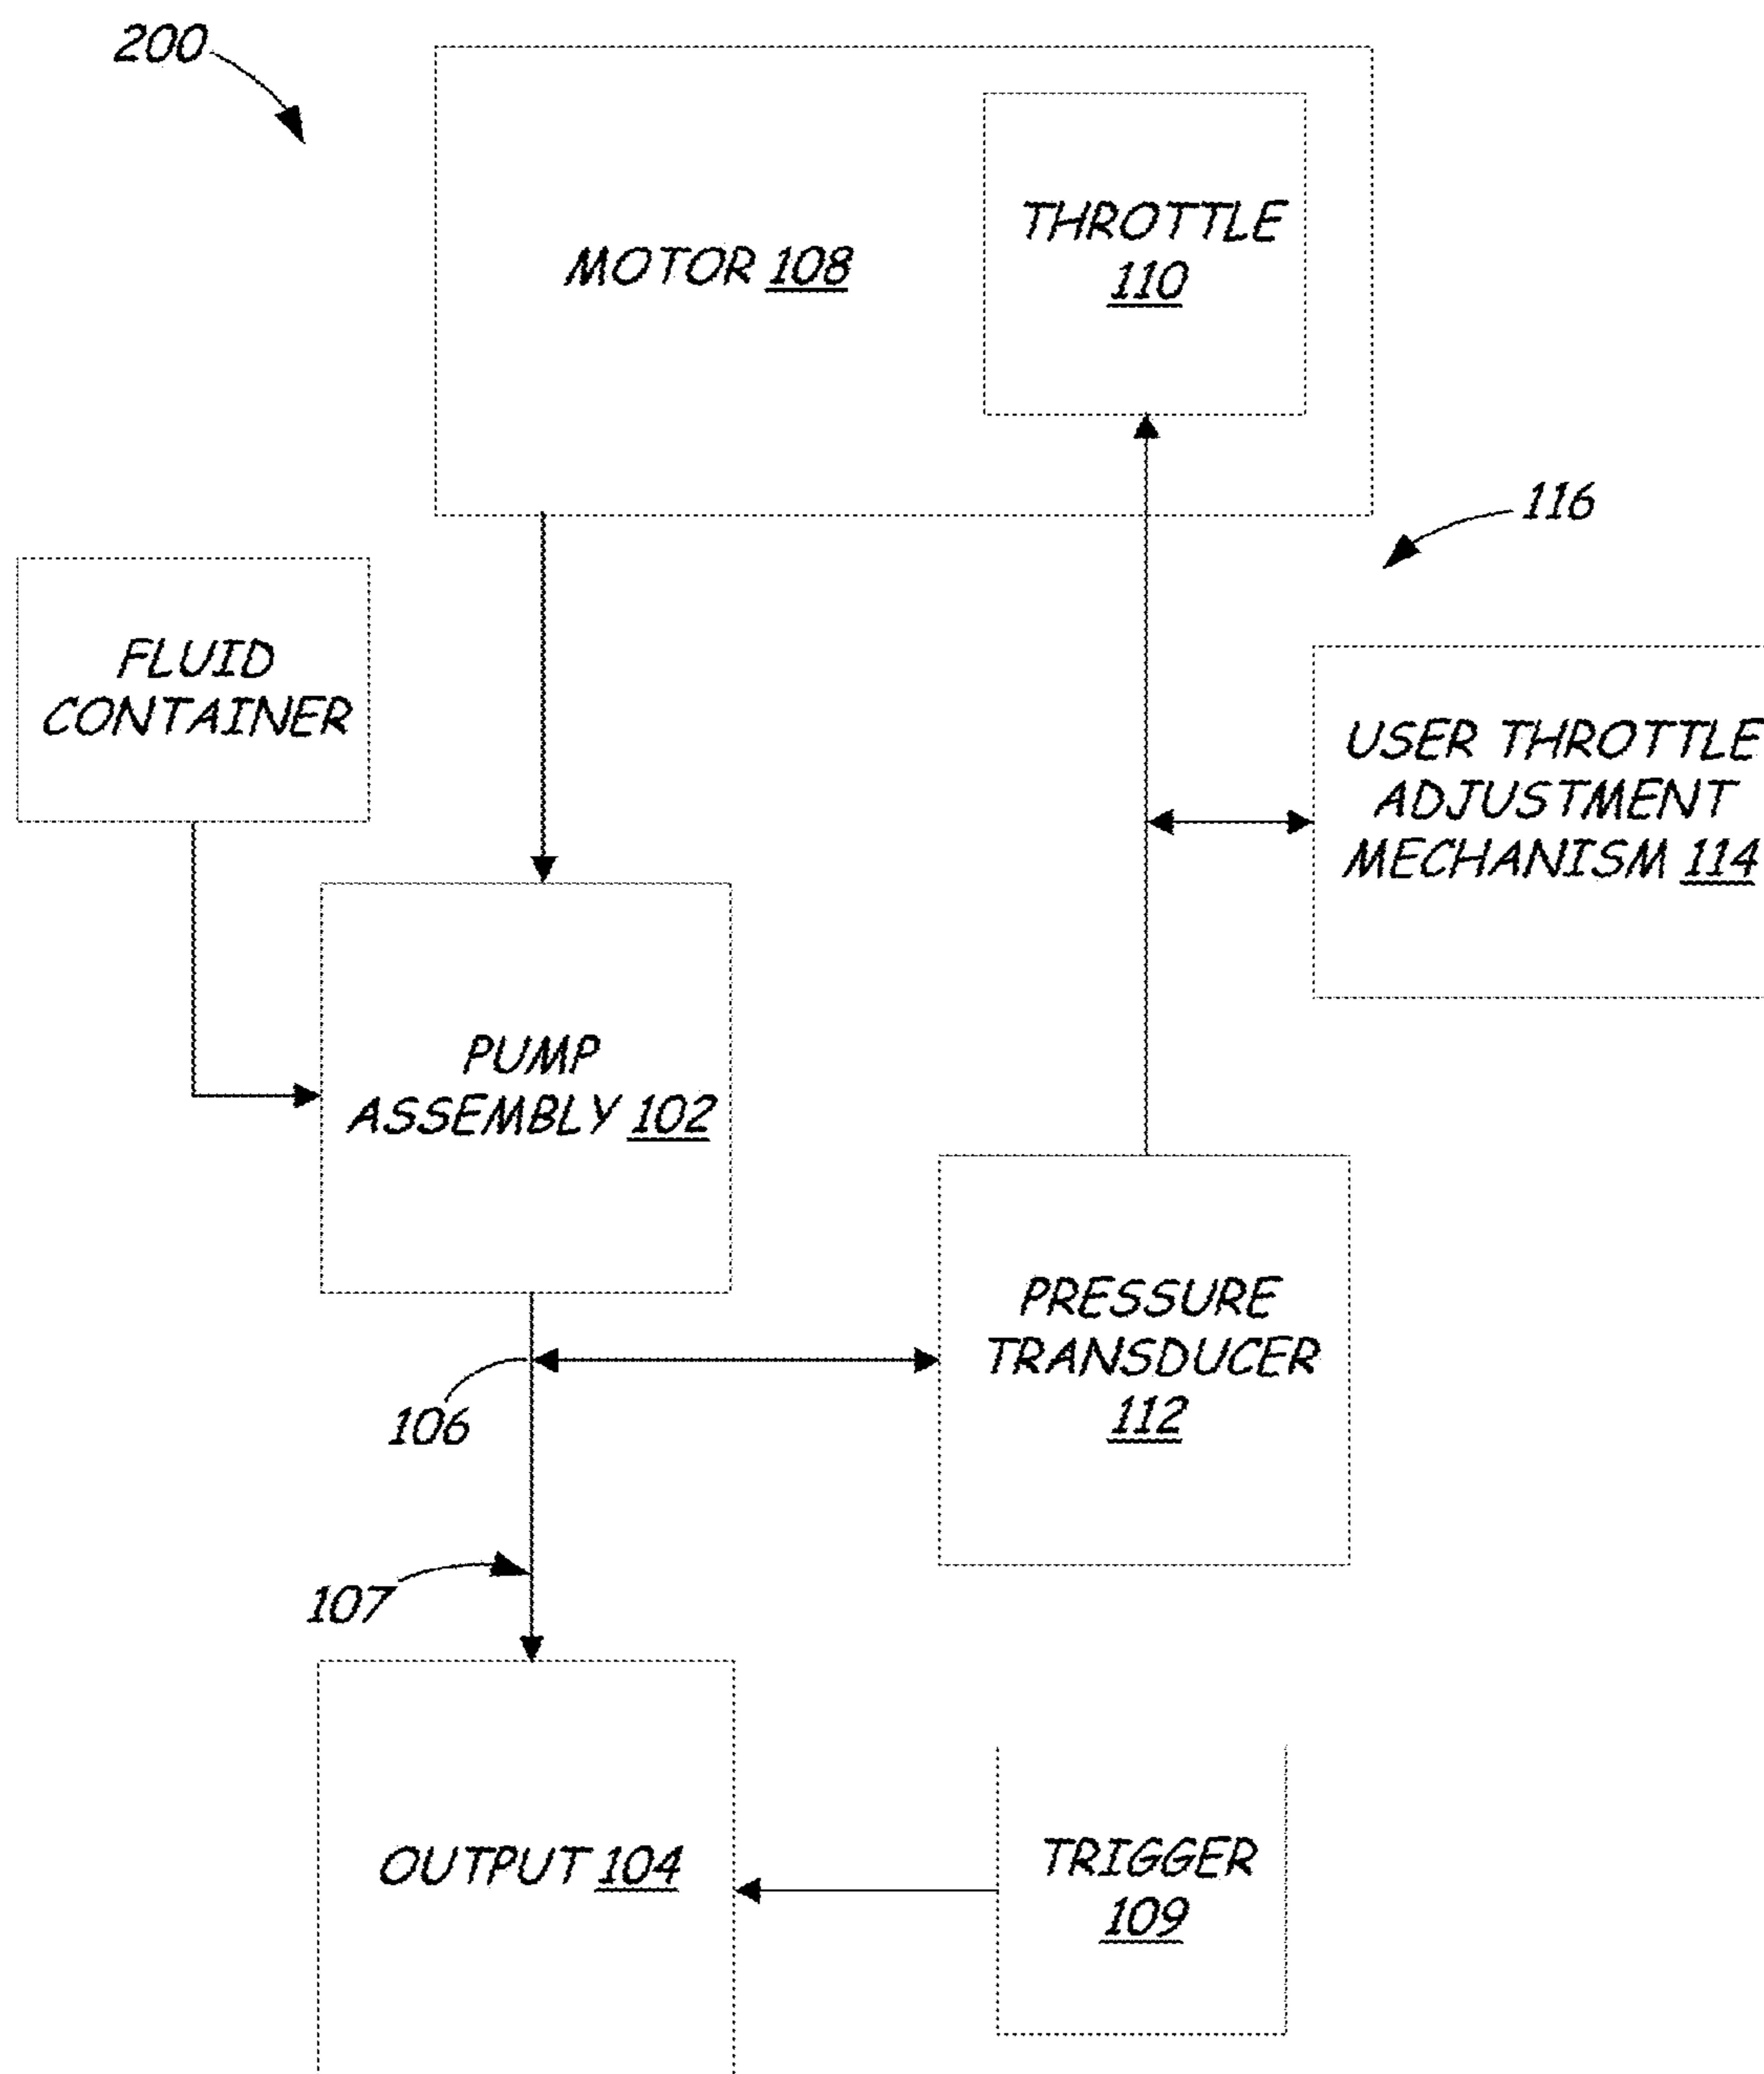 200
MOTOR 108
THROTTLE
110
116
FLUID
CONTAINER
USER THROTTLE
ADJUSTMENT
MECHANISM 114
PUMP
ASSEMBLY 102
PRESSURE
TRANSDUCER
112
106
107
OUTPUT 104
TRIGGER
109